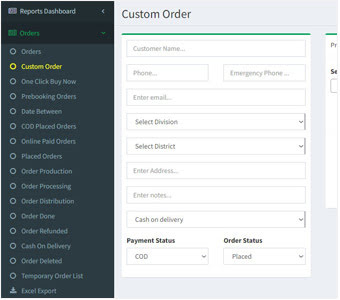 Reports Dashboard
Orders
Orders
Custom Order
One Click Buy Now
Prebooking Orders
Date Between
COD Placed Orders
Online Paid Orders
Placed Orders
Order Production
Order Processing
Order Distribution
Order Done
Order Refunded
Cash On Delivery
Order Deleted
Temporary Order List
Excel Export
Custom Order
Customer Name...
Phone...
Emergency Phone ...
Enter email...
Select Division
Select District
Enter Address...
Enter notes...
Cash on delivery
Payment Status
Order Status
COD
Placed
Pr
Se